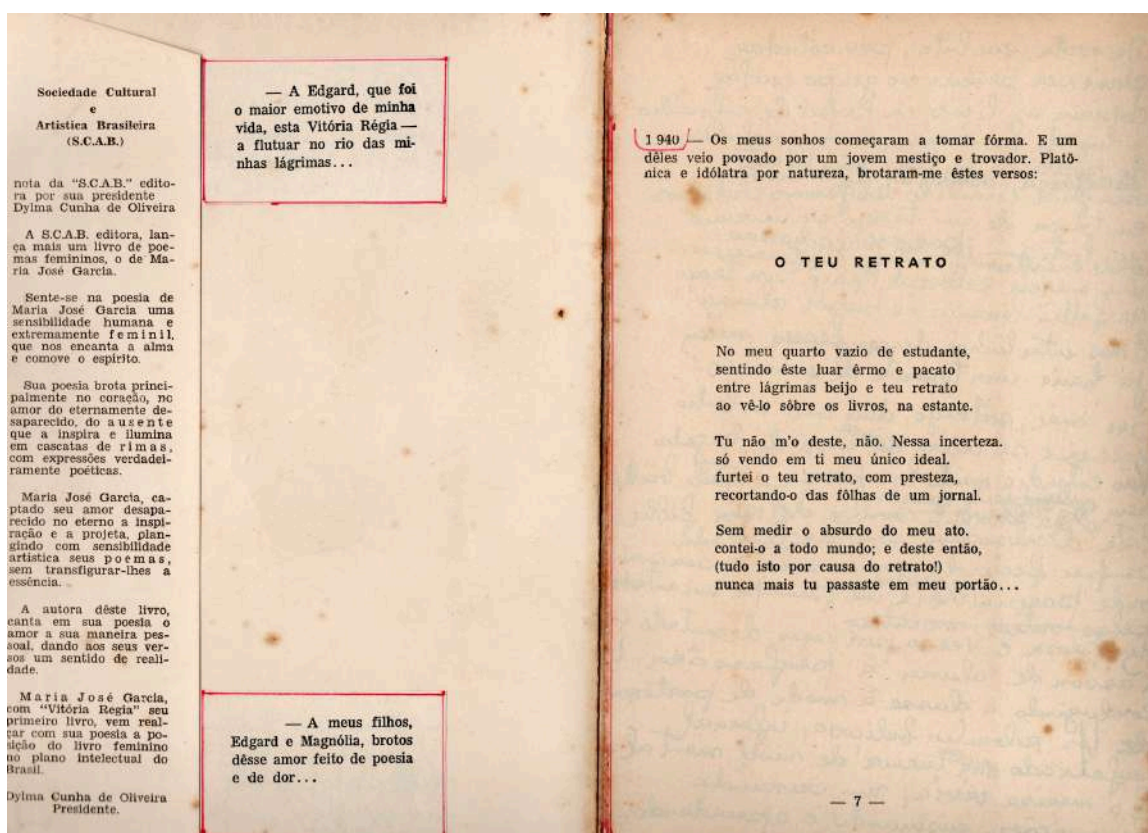 Sociedade Cultural
e
Artistica Brasileira
(S.C.A.B.)
nota da "S.C.A.B." edito-
ra por sua presidente
Dylma Cunha de Oliveira
A S.C.A.B. editora, lan-
ça mais um livro de poe-
mas femininos, o de Ma-
ria José Garcia.
Sente-se na poesia de
Maria José Garcia uma
sensibilidade humana e
extremamente feminil,
que nos encanta a alma
e comove o espírito.
Sua poesia brota princi-
palmente no coração, no
amor do eternamente de-
saparecido, do ausente
que a inspira e ilumina
em cascatas de rimas,
com expressões verdadei-
ramente poéticas.
Maria José Garcia, ca-
ptado seu amor desapa-
recido no eterno a inspi-
ração e a projeta, plan-
gindo com sensibilidade
artistica seus poemas,
sem transfigurar-lhes a
essência.
A autora dêste livro,
canta em sua poesia o
amor a sua maneira pes-
soal, dando aos seus ver-
sos um sentido de reali-
dade.
Maria José Garcia,
com "Vitória Regia" seu
primeiro livro, vem real-
çar com sua poesia a po-
sição do livro feminino
no plano intelectual do
Brasil.
Dylma Cunha de Oliveira
Presidente.
— A Edgard, que foi
o maior emotivo de minha
vida, esta Vitória Régia —
a flutuar no rio das mi-
nhas lágrimas...
— A meus filhos,
Edgard e Magnólia, brotos
dêsse amor feito de poesia
e de dor...
1 940 — Os meus sonhos começaram a tomar fórma. E um
dêles veio povoado por um jovem mestiço e trovador. Platô-
nica e idólatra por natureza, brotaram-me êstes versos:
O TEU RETRATO
No meu quarto vazio de estudante,
sentindo êste luar êrmo e pacato
entre lágrimas beijo e teu retrato
ao vê-lo sôbre os livros, na estante.
Tu não m'o deste, não. Nessa incerteza.
só vendo em ti meu único ideal.
furtei o teu retrato, com presteza,
recortando-o das fôlhas de um jornal.
Sem medir o absurdo do meu ato.
contei-o a todo mundo; e deste então,
(tudo isto por causa do retrato!)
nunca mais tu passaste em meu portão...
— 7 —